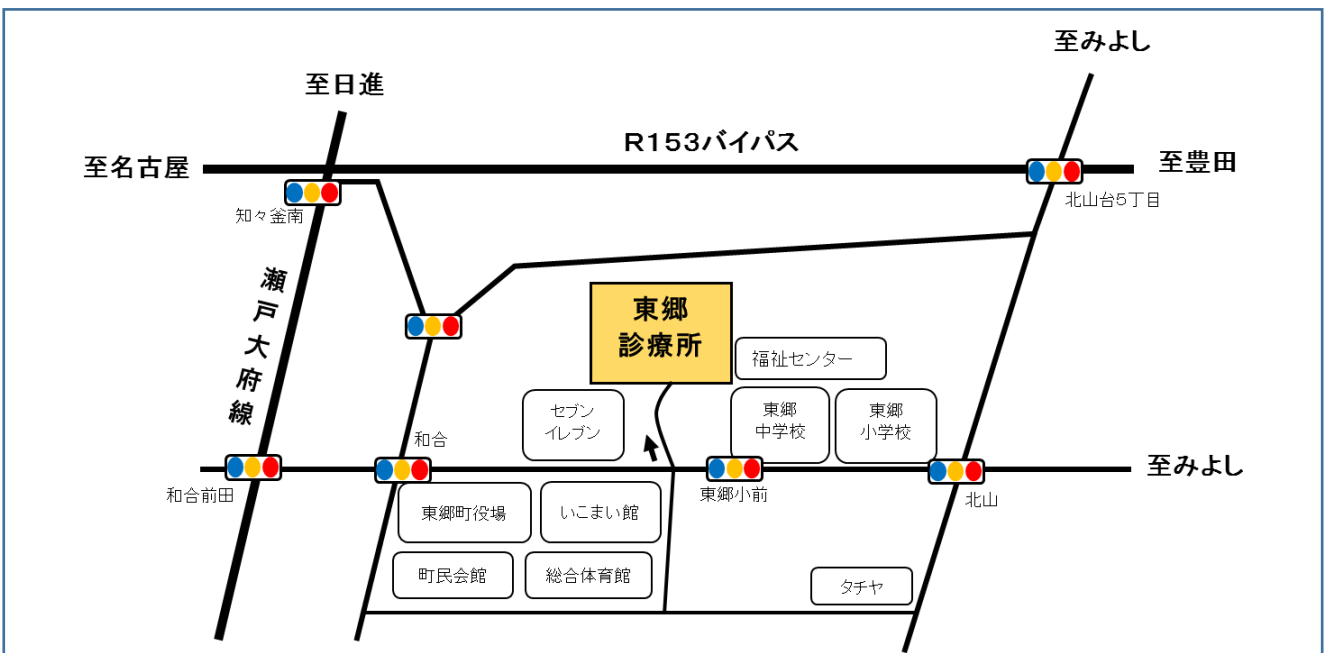 至みよし
至日進
R153バイパス
至名古屋
至豊田
知々釜南
北山台5丁目
瀬戸大府線
東郷
診療所
福祉センター
セブン
イレブン
東郷
中学校
東郷
小学校
和合
至みよし
和合前田
東郷小前
北山
東郷町役場
いこまい館
町民会館
総合体育館
タチヤ